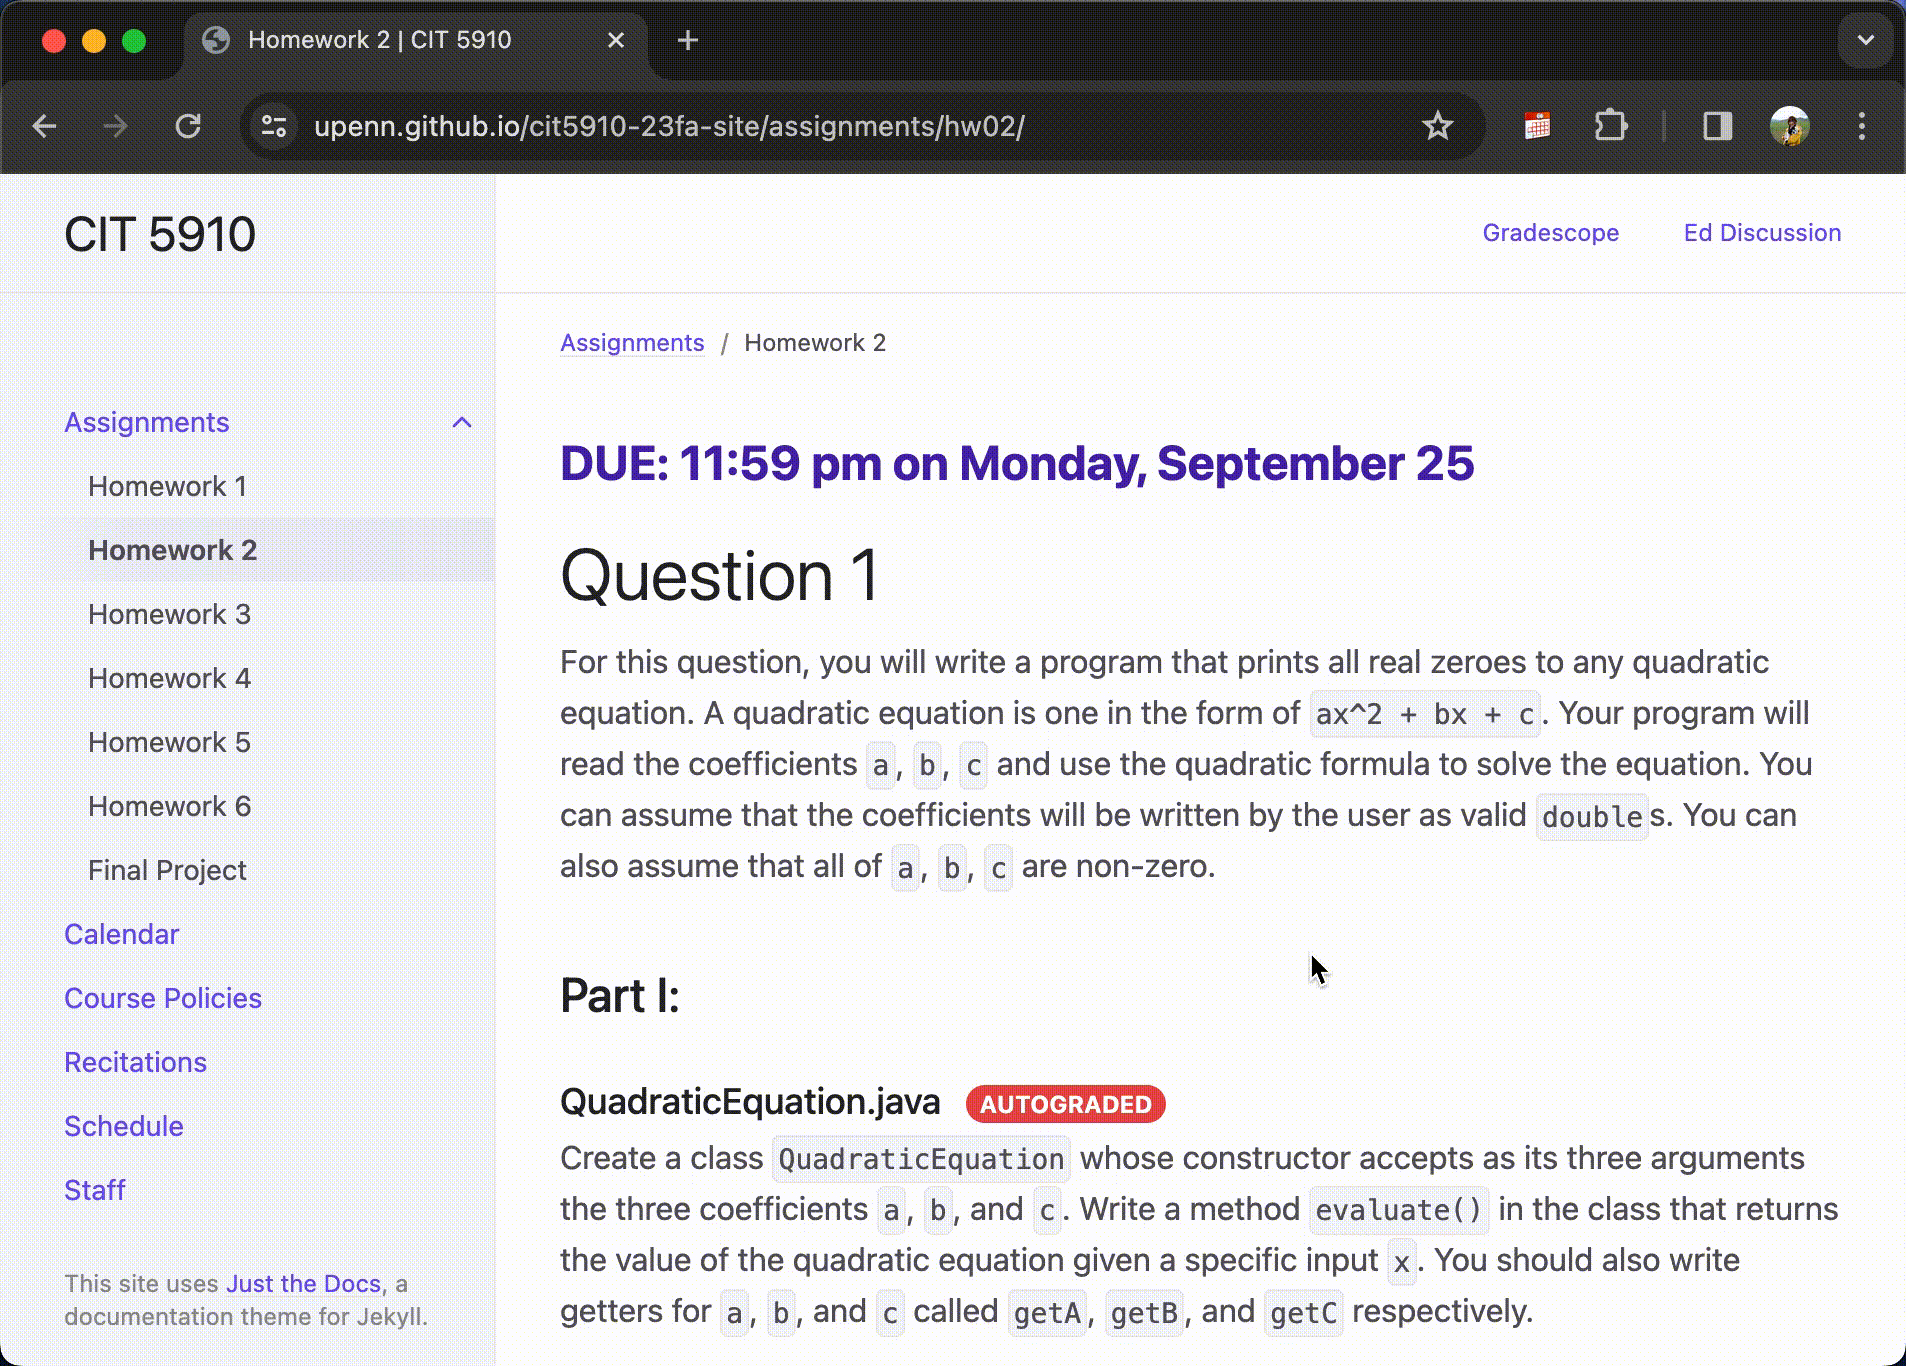 Homework 2 | CIT 5910
upenn.github.io/cit5910-23fa-site/assignments/hw02/
CIT 5910
Gradescope
Ed Discussion
Assignments
Homework 1
Homework 2
Homework 3
Homework 4
Homework 5
Homework 6
Final Project
Calendar
Course Policies
Recitations
Schedule
Staff
This site uses Just the Docs, a
documentation theme for Jekyll.
Assignments / Homework 2
DUE: 11:59 pm on Monday, September 25
Question 1
For this question, you will write a program that prints all real zeroes to any quadratic
equation. A quadratic equation is one in the form of ax^2 + bx + c. Your program will
read the coefficients a, b, c and use the quadratic formula to solve the equation. You
can assume that the coefficients will be written by the user as valid doubles. You can
also assume that all of a, b, c are non-zero.
Part I:
QuadraticEquation.java AUTOGRADED
Create a class QuadraticEquation whose constructor accepts as its three arguments
the three coefficients a, b, and c. Write a method evaluate() in the class that returns
the value of the quadratic equation given a specific input x. You should also write
getters for a, b, and c called getA, getB, and getC respectively.